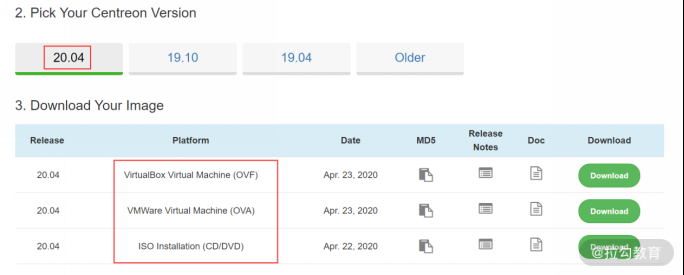 2. Pick Your Centreon Version
20.04 19.10 19.04 Older
3. Download Your Image
Release Platform Date MD5 Release Notes Doc Download
20.04 VirtualBox Virtual Machine (OVF) Apr. 23, 2020 Download
20.04 VMWare Virtual Machine (OVA) Apr. 23, 2020 Download
20.04 ISO Installation (CD/DVD) Apr. 22, 2020 Download
@拉勾教育